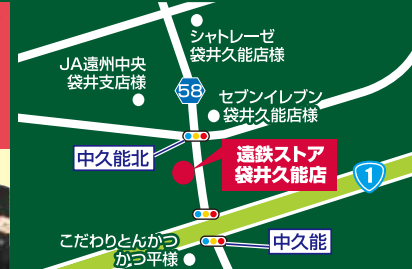 シャトレーゼ
袋井久能店様
JA遠州中央
袋井支店様
58
セブンイレブン
袋井久能店様
中久能北
遠鉄ストア
袋井久能店
1
こだわりとんかつ
かつ平様
中久能